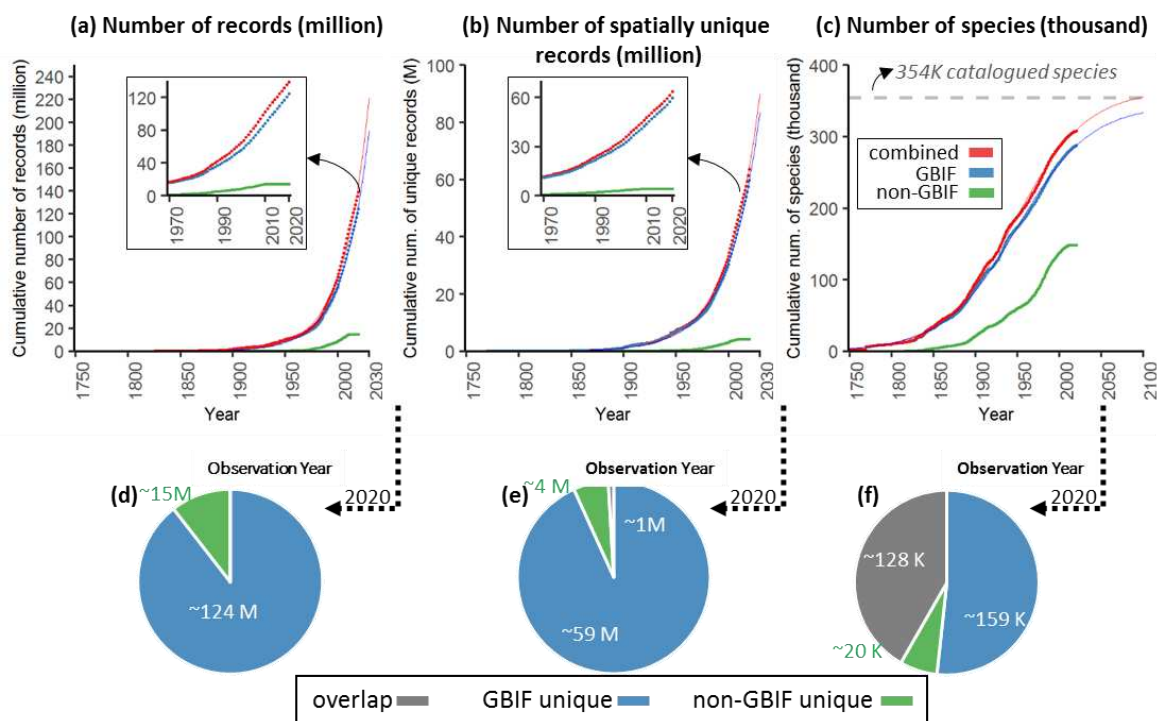 (a) Number of records (million)
Cumulative number of records (million)
240
220
200
180
160
140
120
100
80
60
40
20
0
120
80
40
0
1970
1990
2010
2020
1750
1800
1850
1900
1950
2000
2030
Year
(b) Number of spatially unique
records (million)
Cumulative num. of unique records (M)
100
80
60
40
20
0
60
30
0
1970
1990
2010
2020
1750
1800
1850
1900
1950
2000
2030
Year
(c) Number of species (thousand)
Cumulative num. of species (thousand)
400
300
200
100
0
354K catalogued species
combined
GBIF
non-GBIF
1750
1800
1850
1900
1950
2000
2050
2100
Year
(d)
Observation Year
2020
~15M
~124 M
(e)
Observation Year
2020
~4 M
~1M
~59 M
(f)
Observation Year
2020
~128 K
~159 K
~20 K
overlap
GBIF unique
non-GBIF unique